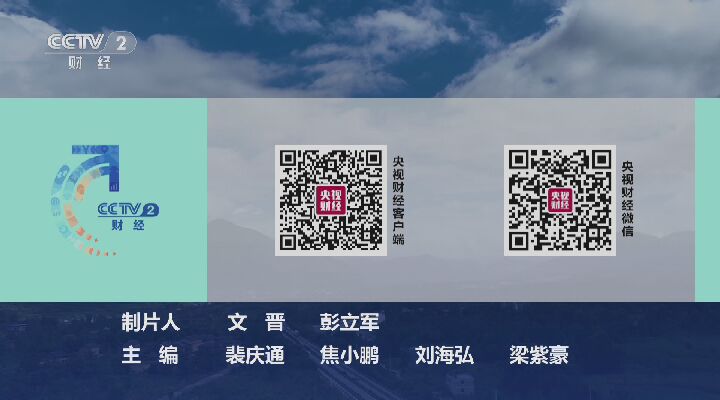 CCTV 2
财 经
CCTV 2
财 经
央视财经
央视财经客户端
央视财经
央视财经微信
制片人 文 晋 彭立军
主 编 裴庆通 焦小鹏 刘海弘 梁紫豪